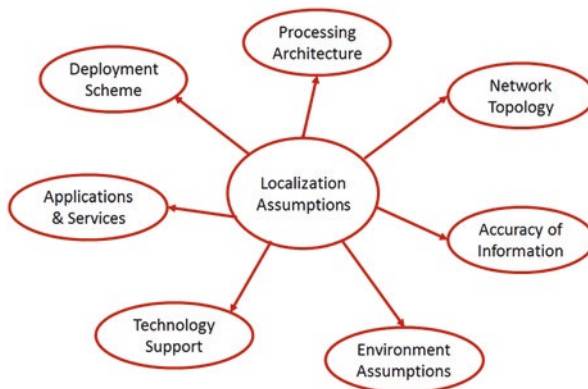 Processing
Architecture
Deployment
Scheme
Network
Topology
Localization
Assumptions
Applications
& Services
Accuracy of
Information
Technology
Support
Environment
Assumptions